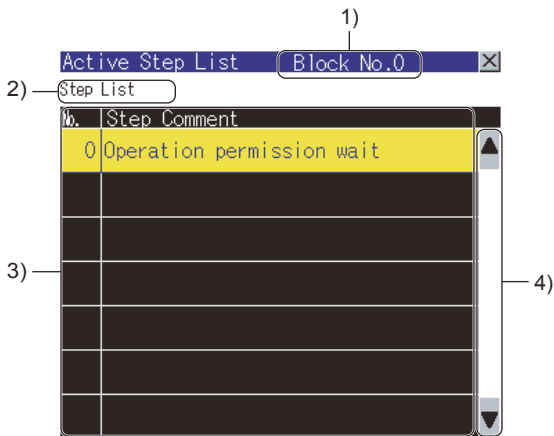 1)
Active Step List Block No.0
2)
Step List
No. Step Comment
0 Operation permission wait
3)
4)